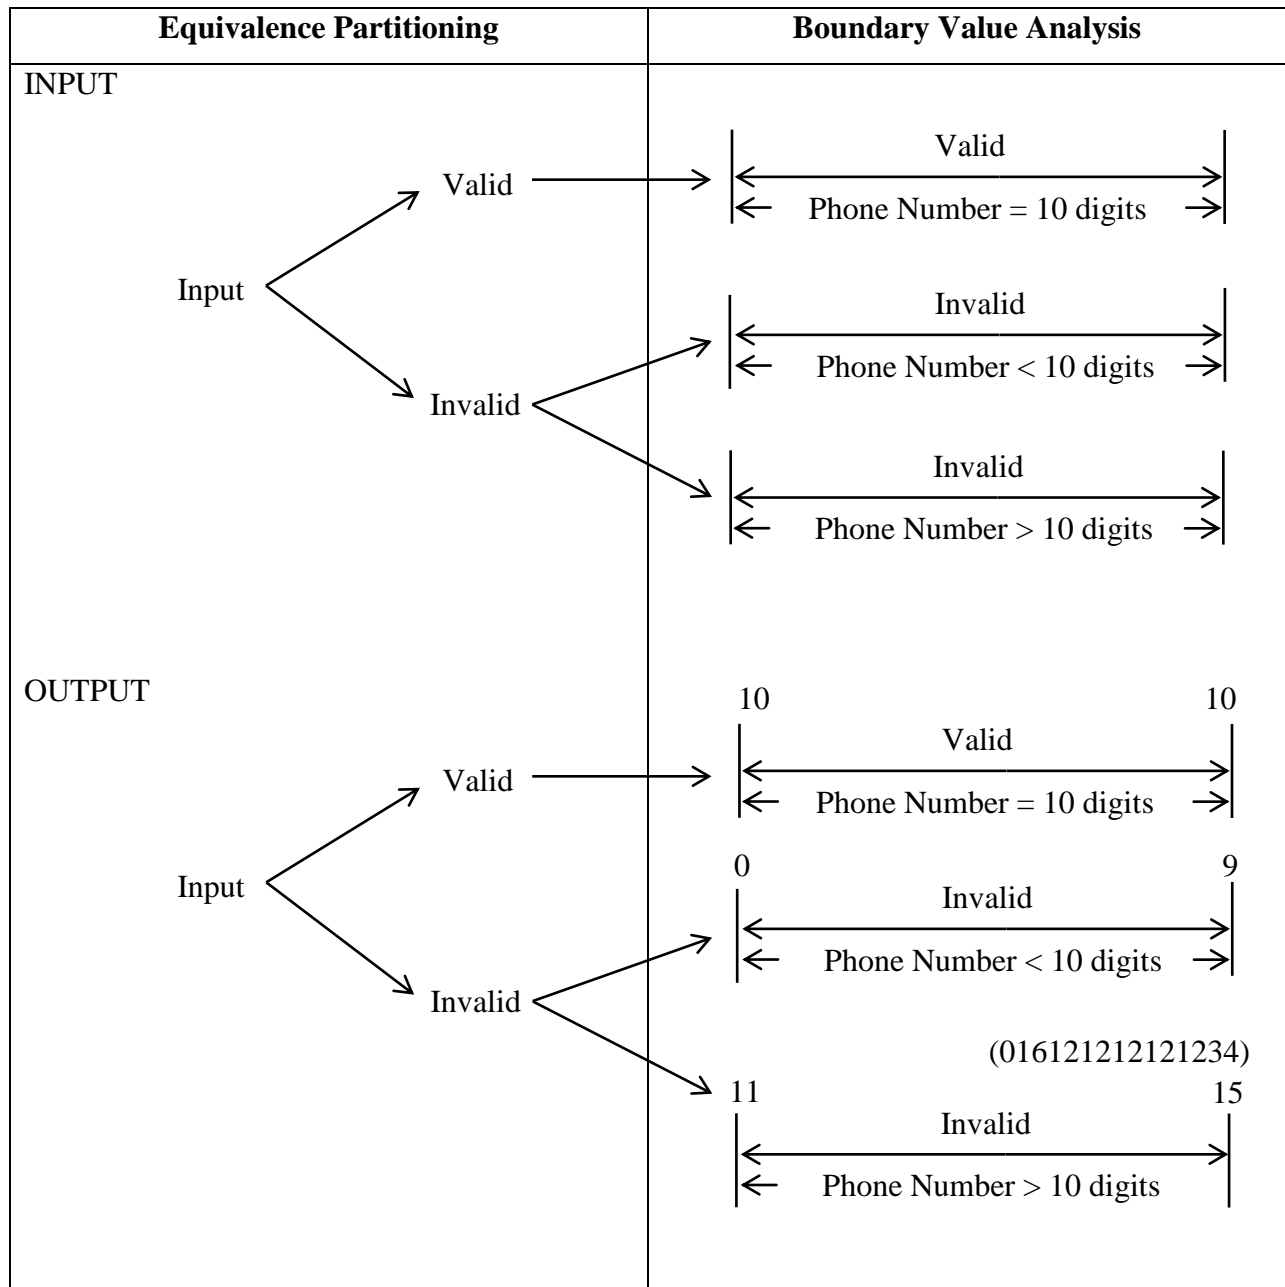 Equivalence Partitioning
Boundary Value Analysis
INPUT
Input
Valid
Invalid
Valid
Phone Number = 10 digits
Invalid
Phone Number < 10 digits
Invalid
Phone Number > 10 digits
OUTPUT
Input
Valid
Invalid
10 10
Valid
Phone Number = 10 digits
0 9
Invalid
Phone Number < 10 digits
(016121212121234)
11 15
Invalid
Phone Number > 10 digits